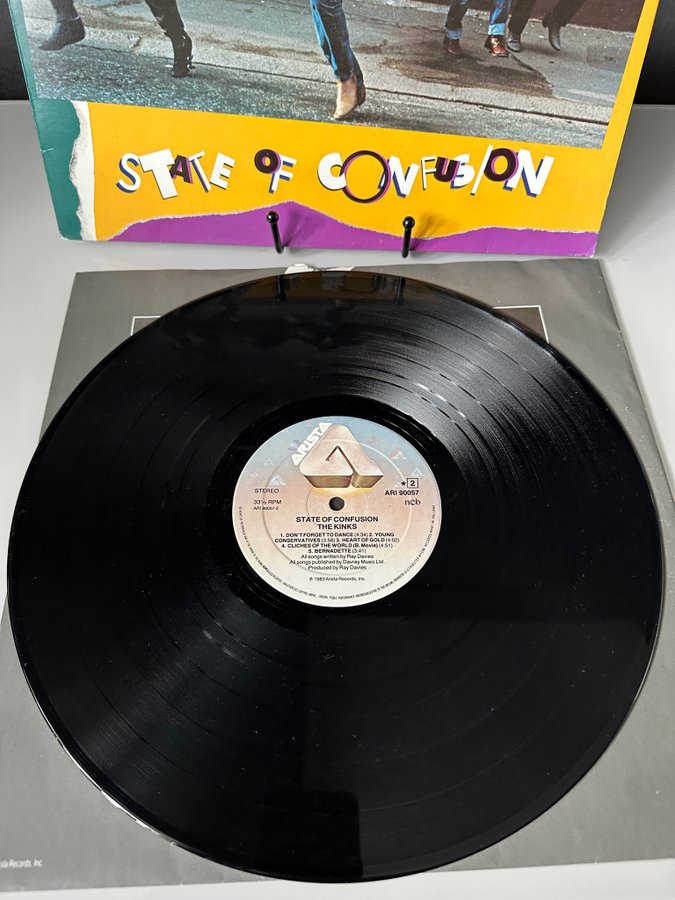 STATE OF CONFUSION
ARISTA
STEREO
★ 2
33⅓ RPM
ARI 90057
ARI 90057-2
ncb
STATE OF CONFUSION
THE KINKS
1. DON'T FORGET TO DANCE (4:34) 2. YOUNG
CONSERVATIVES (3:58) 3. HEART OF GOLD (4:02)
4. CLICHES OF THE WORLD (B. Movie) (4:51)
5. BERNADETTE (3:41)
All songs written by Ray Davies
All songs published by Davray Music Ltd.
Produced by Ray Davies
℗ 1983 Arista Records, Inc.
ista Records, Inc